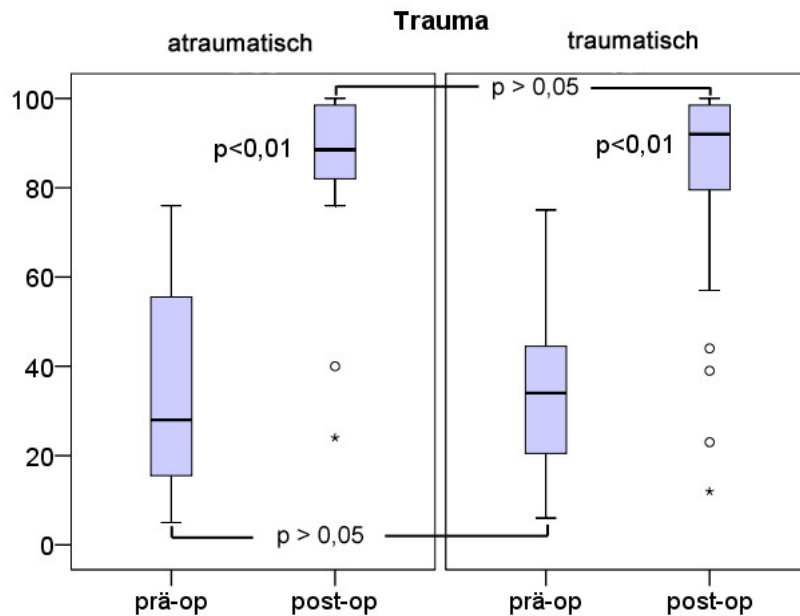 Trauma
atraumatisch
traumatisch
100
80
60
40
20
0
p > 0,05
p<0,01
p<0,01
p > 0,05
prä-op
post-op
prä-op
post-op